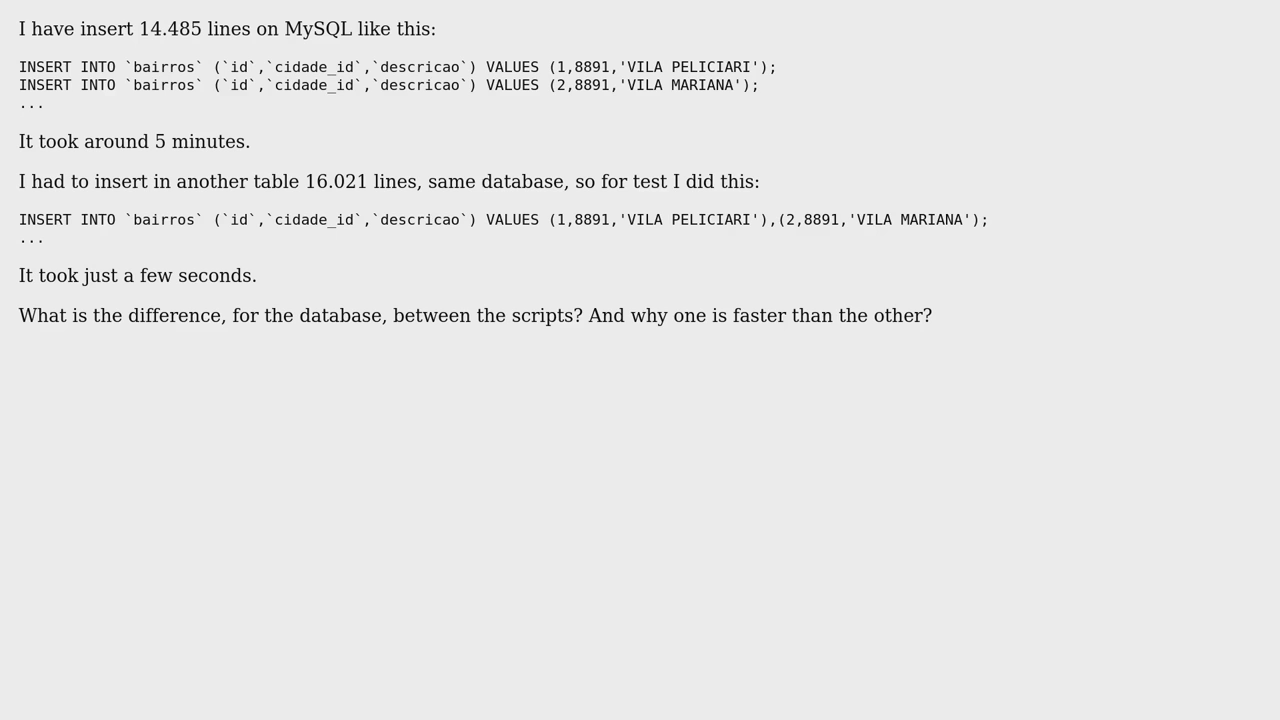 I have insert 14.485 lines on MySQL like this:
INSERT INTO `bairros` (`id`,`cidade_id`,`descricao`) VALUES (1,8891,'VILA PELICIARI');
INSERT INTO `bairros` (`id`,`cidade_id`,`descricao`) VALUES (2,8891,'VILA MARIANA');
...
It took around 5 minutes.
I had to insert in another table 16.021 lines, same database, so for test I did this:
INSERT INTO `bairros` (`id`,`cidade_id`,`descricao`) VALUES (1,8891,'VILA PELICIARI'),(2,8891,'VILA MARIANA');
...
It took just a few seconds.
What is the difference, for the database, between the scripts? And why one is faster than the other?